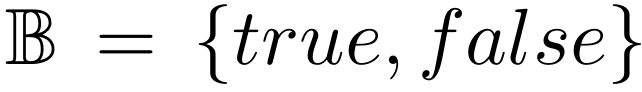 𝔹 = {true, false}